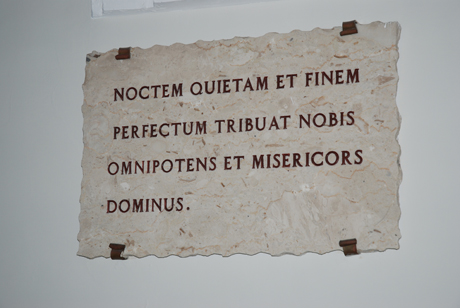 NOCTEM QUIETAM ET FINEM
PERFECTUM TRIBUAT NOBIS
OMNIPOTENS ET MISERICORS
DOMINUS.